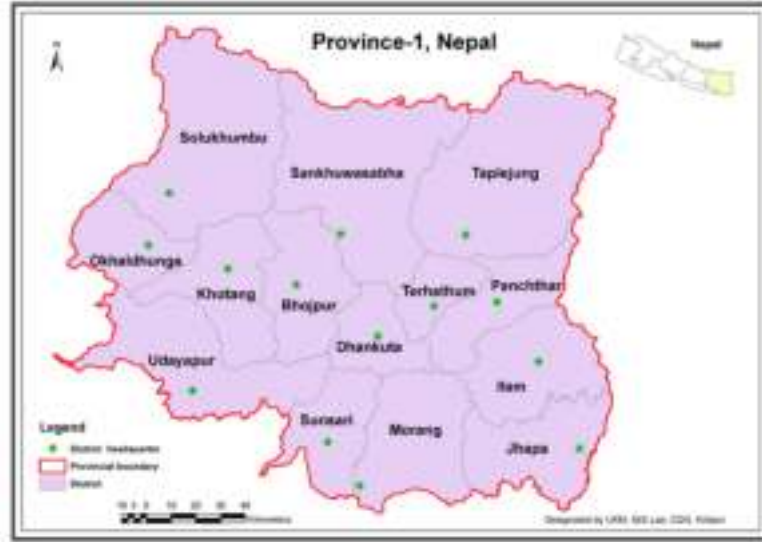 Province-1, Nepal
Nepal
Solukhumbu
Sankhuwasabha
Taplejung
Okhaldhunga
Khotang
Bhojpur
Terhathum
Panchthar
Dhankuta
Udayapur
Ilam
Sunsari
Morang
Jhapa
Legend
District headquarter
Provincial boundary
District